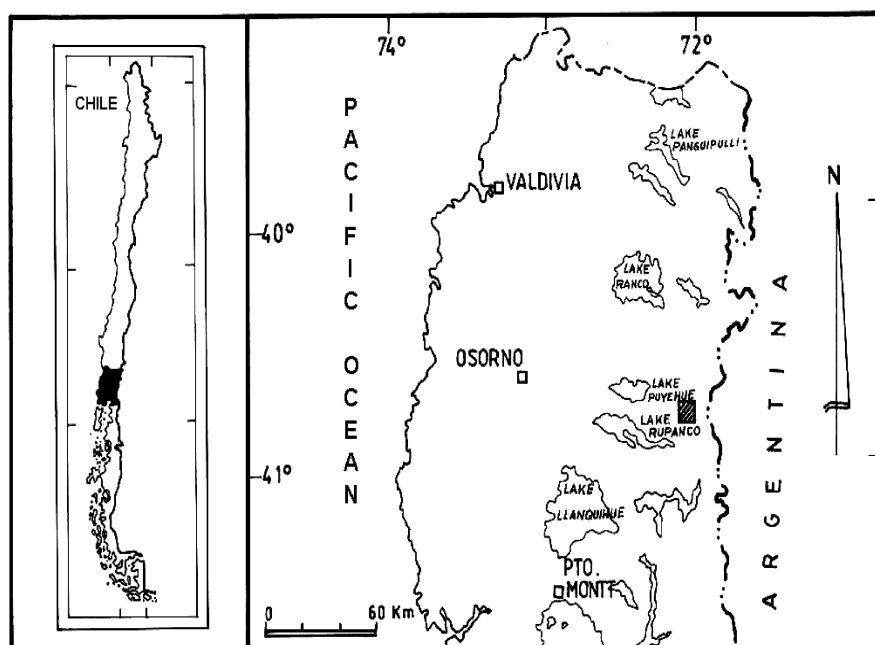 CHILE
74°
72°
PACIFIC OCEAN
LAKE
PANGUIPULLI
N
VALDIVIA
40°
LAKE
RANCO
ARGENTINA
OSORNO
LAKE
PUYEHUE
LAKE
RUPANCO
41°
LAKE
LLANQUIHUE
PTO.
MONTT
0 60 Km